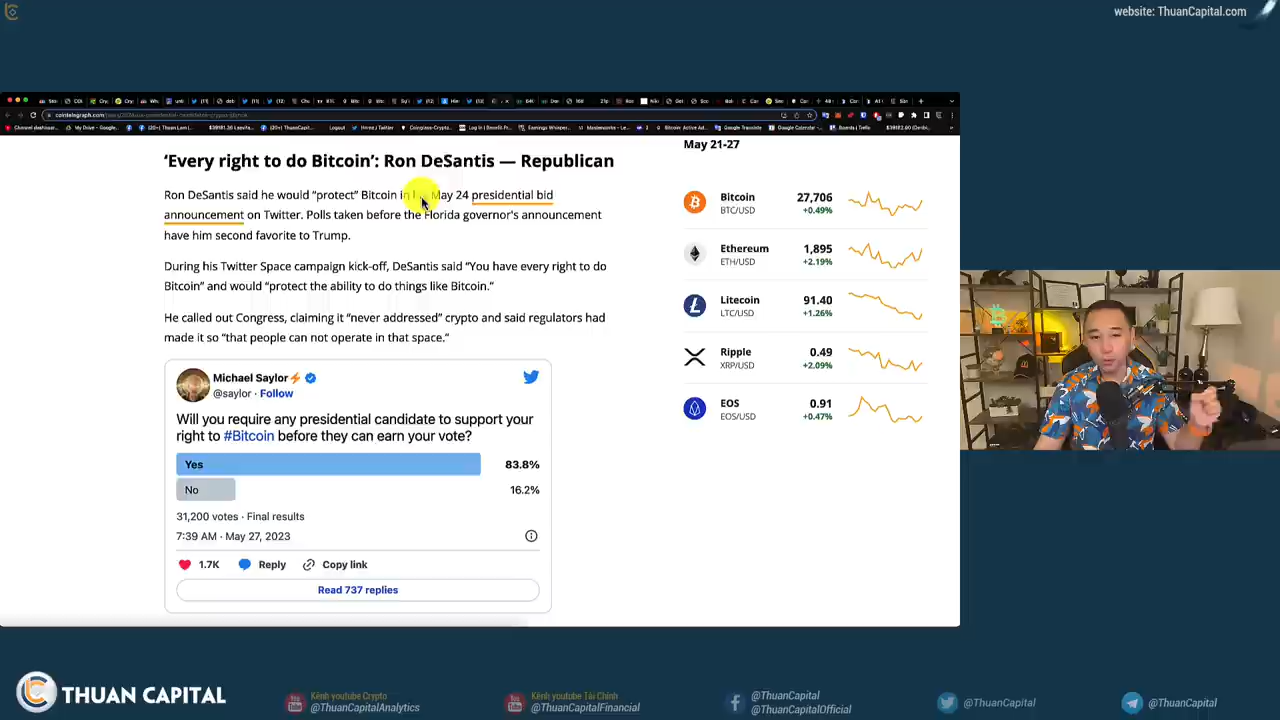 website: ThuanCapital.com
'Every right to do Bitcoin': Ron DeSantis — Republican
Ron DeSantis said he would "protect" Bitcoin in May 24 presidential bid
announcement on Twitter. Polls taken before the Florida governor's announcement
have him second favorite to Trump.
During his Twitter Space campaign kick-off, DeSantis said "You have every right to do
Bitcoin" and would "protect the ability to do things like Bitcoin."
He called out Congress, claiming it "never addressed" crypto and said regulators had
made it so "that people can not operate in that space."
Michael Saylor
@saylor · Follow
Will you require any presidential candidate to support your
right to #Bitcoin before they can earn your vote?
Yes 83.8%
No 16.2%
31,200 votes · Final results
7:39 AM · May 27, 2023
1.7K Reply Copy link
Read 737 replies
May 21-27
Bitcoin 27,706
BTC/USD +0.49%
Ethereum 1,895
ETH/USD +2.19%
Litecoin 91.40
LTC/USD +1.26%
Ripple 0.49
XRP/USD +2.09%
EOS 0.91
EOS/USD +0.47%
THUAN CAPITAL
Kênh youtube Crypto
@ThuanCapitalAnalytics
Kênh youtube Tài Chính
@ThuanCapitalFinancial
@ThuanCapital
@ThuanCapitalOfficial
@ThuanCapital
@ThuanCapital